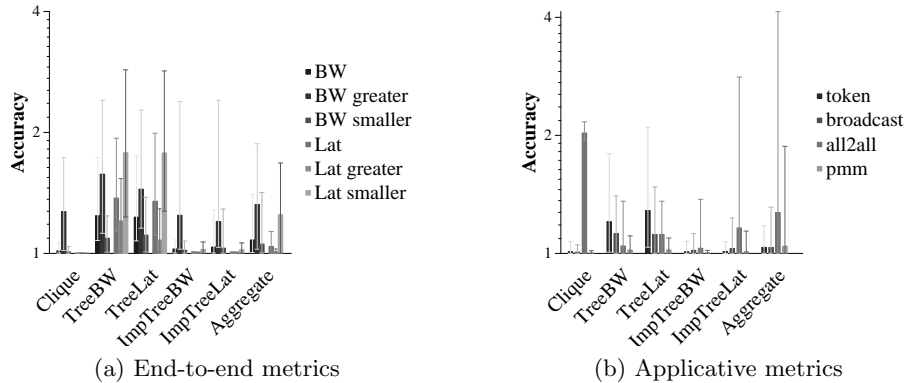 4
2
1
Accuracy
BW
BW greater
BW smaller
Lat
Lat greater
Lat smaller
Clique
TreeBW
TreeLat
ImpTreeBW
ImpTreeLat
Aggregate
(a) End-to-end metrics
4
2
1
Accuracy
token
broadcast
all2all
pmm
Clique
TreeBW
TreeLat
ImpTreeBW
ImpTreeLat
Aggregate
(b) Applicative metrics